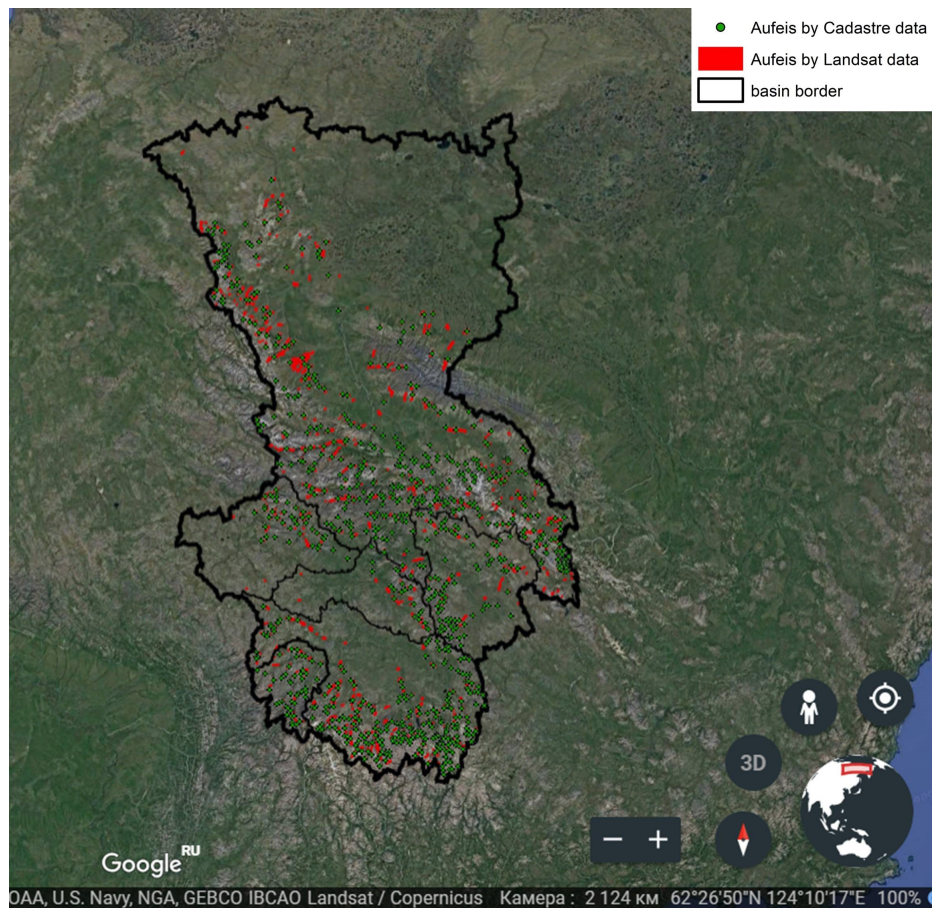 Aufeis by Cadastre data
Aufeis by Landsat data
basin border
3D
Google RU
OAA, U.S. Navy, NGA, GEBCO IBCAO Landsat / Copernicus Камера : 2 124 км 62°26'50"N 124°10'17"E 100%